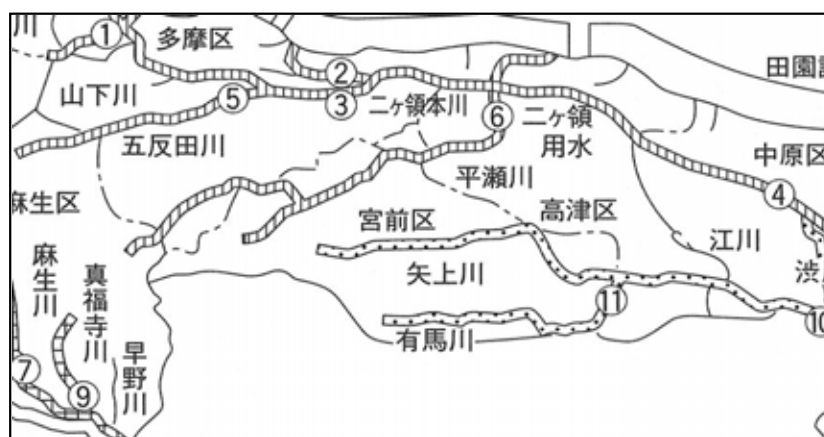 川
①
多摩区
②
田園
山下川
⑤
③
二ヶ領本川
⑥
二ヶ領
用水
五反田川
中原区
平瀬川
④
麻生区
宮前区
高津区
江川
麻生川
真福寺川
矢上川
渋
⑪
⑩
有馬川
早野川
⑦
⑨